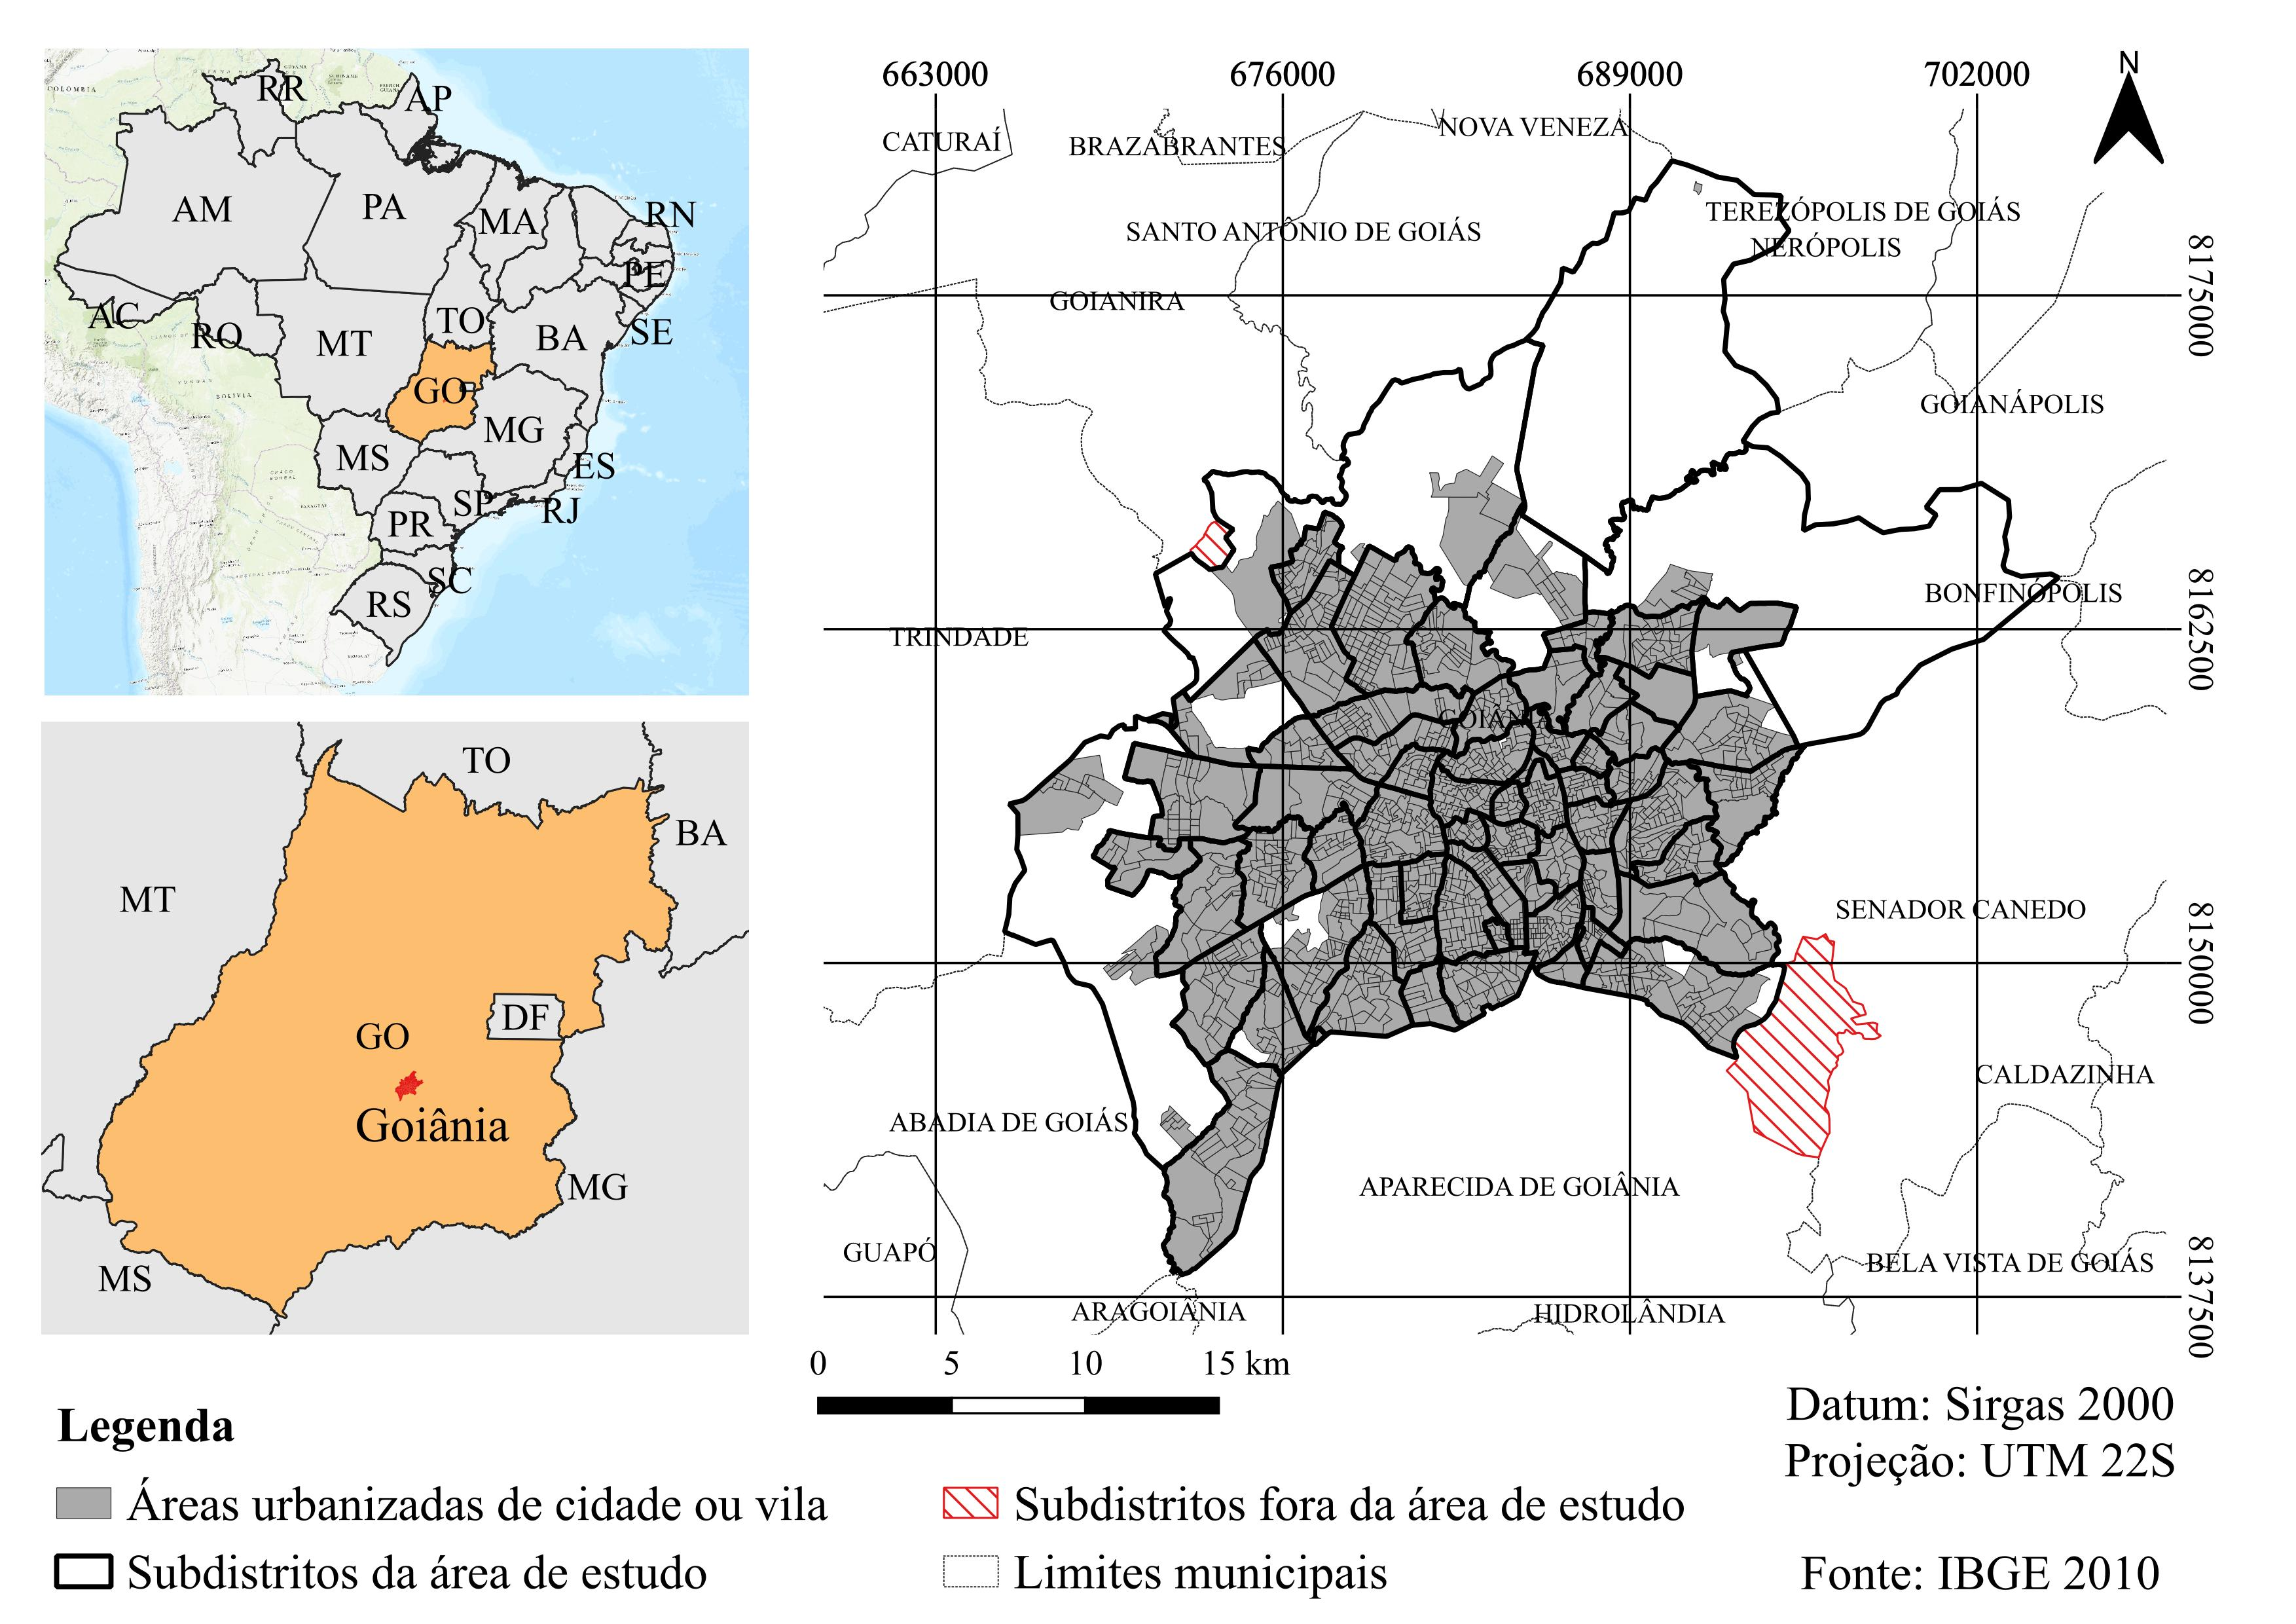 RR
AP
COLOMBIA
AM
PA
MA
RN
PE
AC
RO
TO
BA
SE
MT
GO
BOLIVIA
MG
MS
ES
SP
RJ
PR
SC
RS
TO
BA
MT
DF
GO
Goiânia
MG
MS
663000
676000
689000
702000
N
CATURAÍ
BRAZABRANTES
NOVA VENEZA
SANTO ANTÔNIO DE GOIÁS
TEREZÓPOLIS DE GOIÁS
NERÓPOLIS
GOIANIRA
8175000
GOIANÁPOLIS
BONFINÓPOLIS
TRINDADE
8162500
GOIÂNIA
SENADOR CANEDO
8150000
CALDAZINHA
ABADIA DE GOIÁS
APARECIDA DE GOIÂNIA
GUAPÓ
BELA VISTA DE GOIÁS
ARAGOIÂNIA
HIDROLÂNDIA
8137500
0 5 10 15 km
Legenda
Áreas urbanizadas de cidade ou vila
Subdistritos da área de estudo
Subdistritos fora da área de estudo
Limites municipais
Datum: Sirgas 2000
Projeção: UTM 22S
Fonte: IBGE 2010